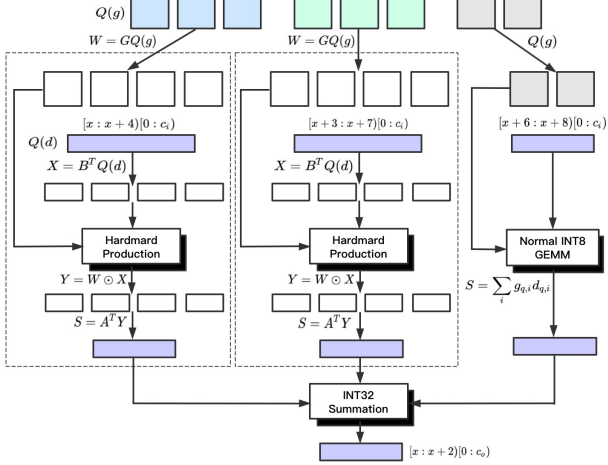 Q(g)
W = GQ(g)
W = GQ(g)
Q(g)
[x : x + 4)[0 : c_i)
[x + 3 : x + 7)[0 : c_i)
[x + 6 : x + 8)[0 : c_i)
Q(d)
X = B^T Q(d)
X = B^T Q(d)
Hardmard
Production
Hardmard
Production
Normal INT8
GEMM
Y = W ⊙ X
Y = W ⊙ X
S = ∑_i g_{q,i} d_{q,i}
S = A^T Y
S = A^T Y
INT32
Summation
[x : x + 2)[0 : c_o)